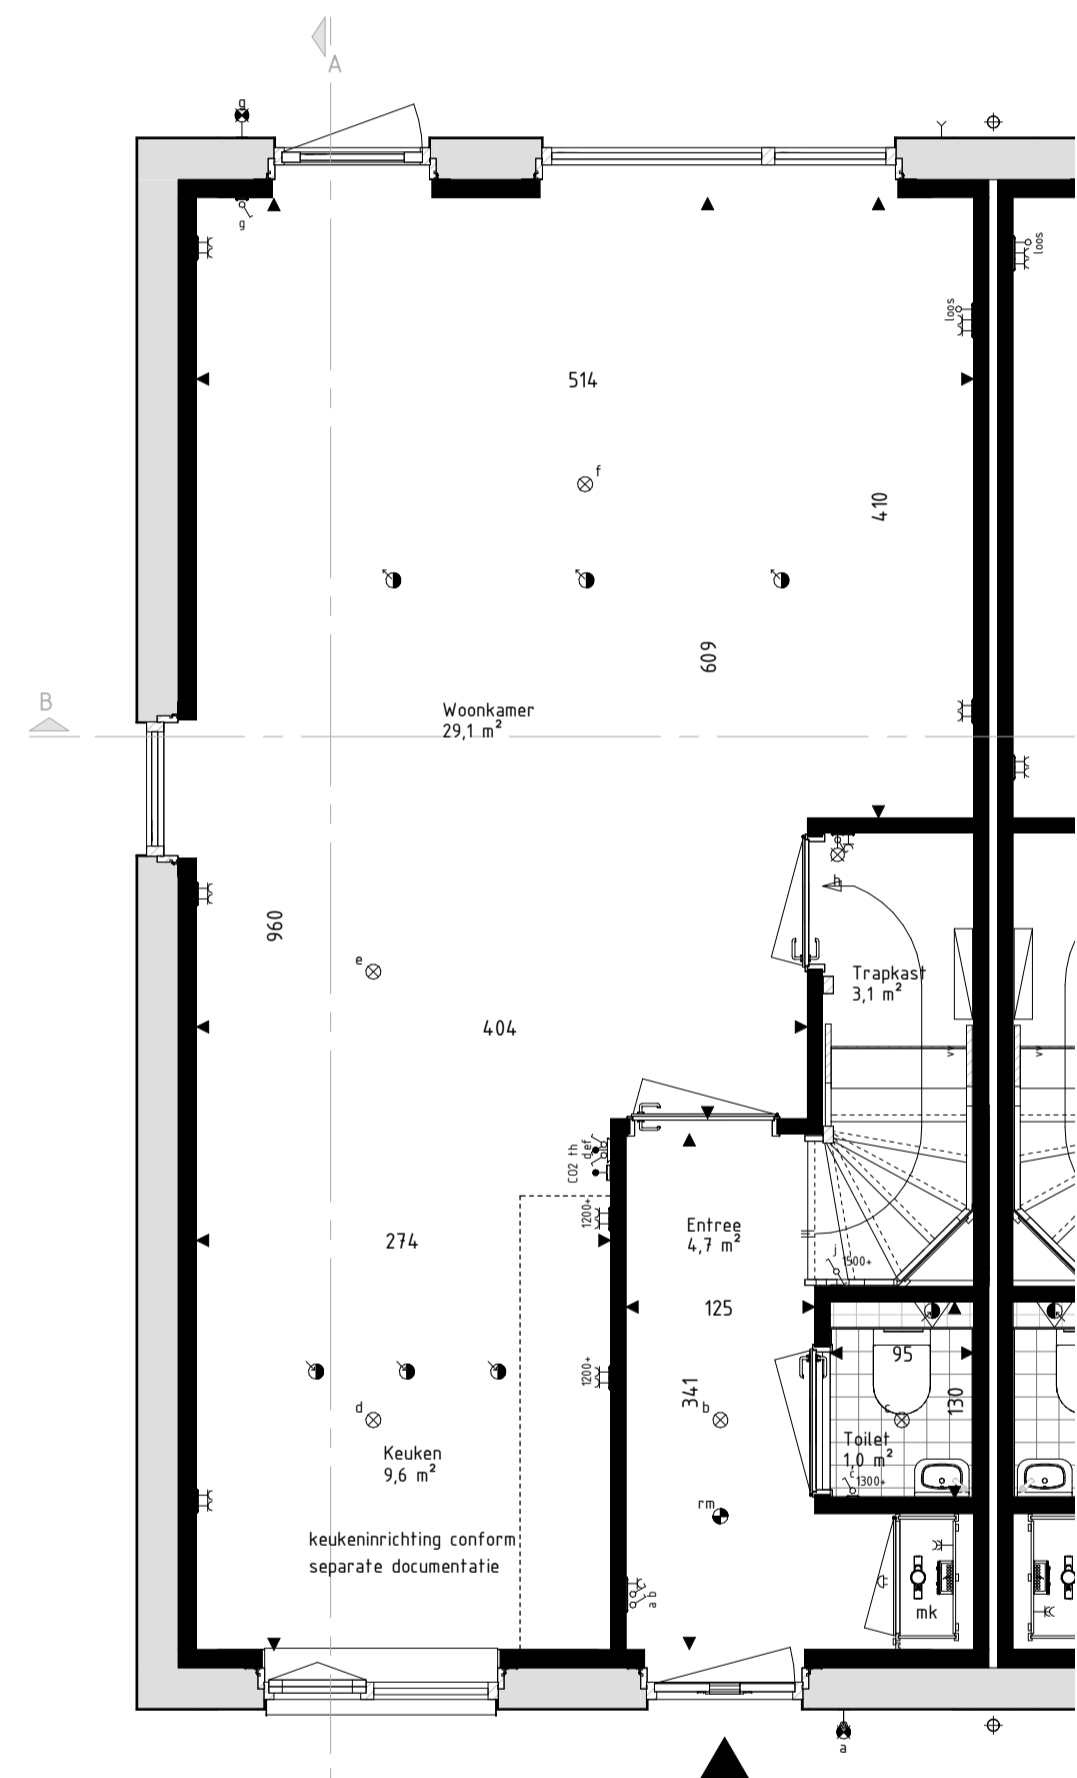 A
g
g
loos
loos
514
f
410
609
B
Woonkamer
29,1 m²
h
960
e
Trapkast
3,1 m²
404
vv
vv
CO2 th
def
1200+
Entree
4,7 m²
274
j
1500+
125
95
1200+
341
130
d
b
c
Keuken
9,6 m²
Toilet
1,0 m²
c
1300+
rm
keukeninrichting conform
separate documentatie
a b
mk
a